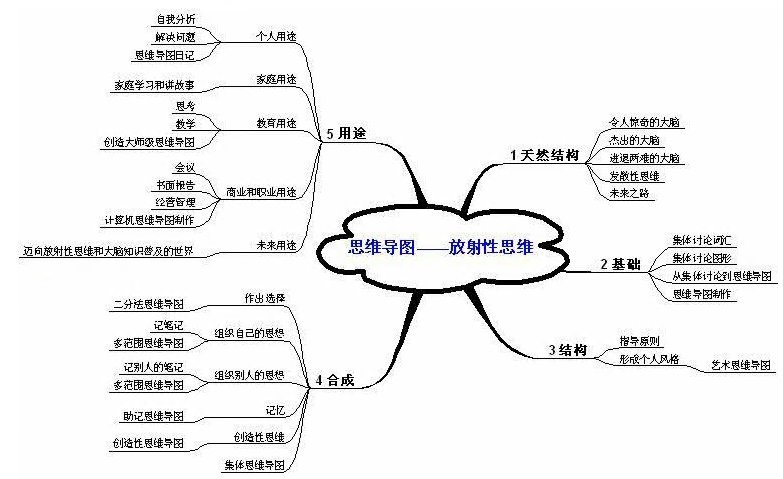 思维导图——放射性思维
1 天然结构
令人惊奇的大脑
杰出的大脑
进退两难的大脑
发散性思维
未来之路
2 基础
集体讨论词汇
集体讨论图形
从集体讨论到思维导图
思维导图制作
3 结构
指导原则
形成个人风格
艺术思维导图
4 合成
作出选择
二分法思维导图
组织自己的思想
记笔记
多范围思维导图
组织别人的思想
记别人的笔记
多范围思维导图
记忆
助记思维导图
创造性思维
创造性思维导图
集体思维导图
5 用途
个人用途
自我分析
解决问题
思维导图日记
家庭用途
家庭学习和讲故事
教育用途
思考
教学
创造大师级思维导图
商业和职业用途
会议
书面报告
经营管理
计算机思维导图制作
未来用途
迈向放射性思维和大脑知识普及的世界